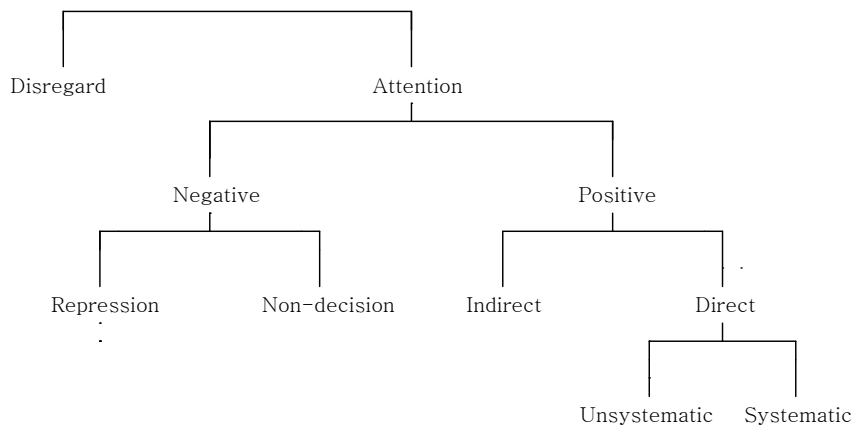 Disregard Attention
Negative Positive
Repression Non-decision Indirect Direct
Unsystematic Systematic